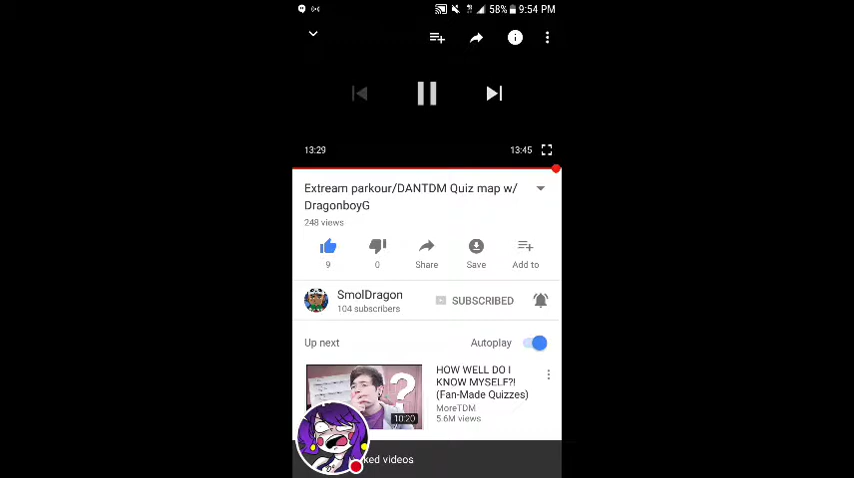 58% 9:54 PM
13:29
13:45
Extream parkour/DANTDM Quiz map w/
DragonboyG
248 views
9
0
Share
Save
Add to
SmolDragon
SUBSCRIBED
104 subscribers
Up next
Autoplay
HOW WELL DO I
KNOW MYSELF?!
(Fan-Made Quizzes)
MoreTDM
5.6M views
10:20
ked videos